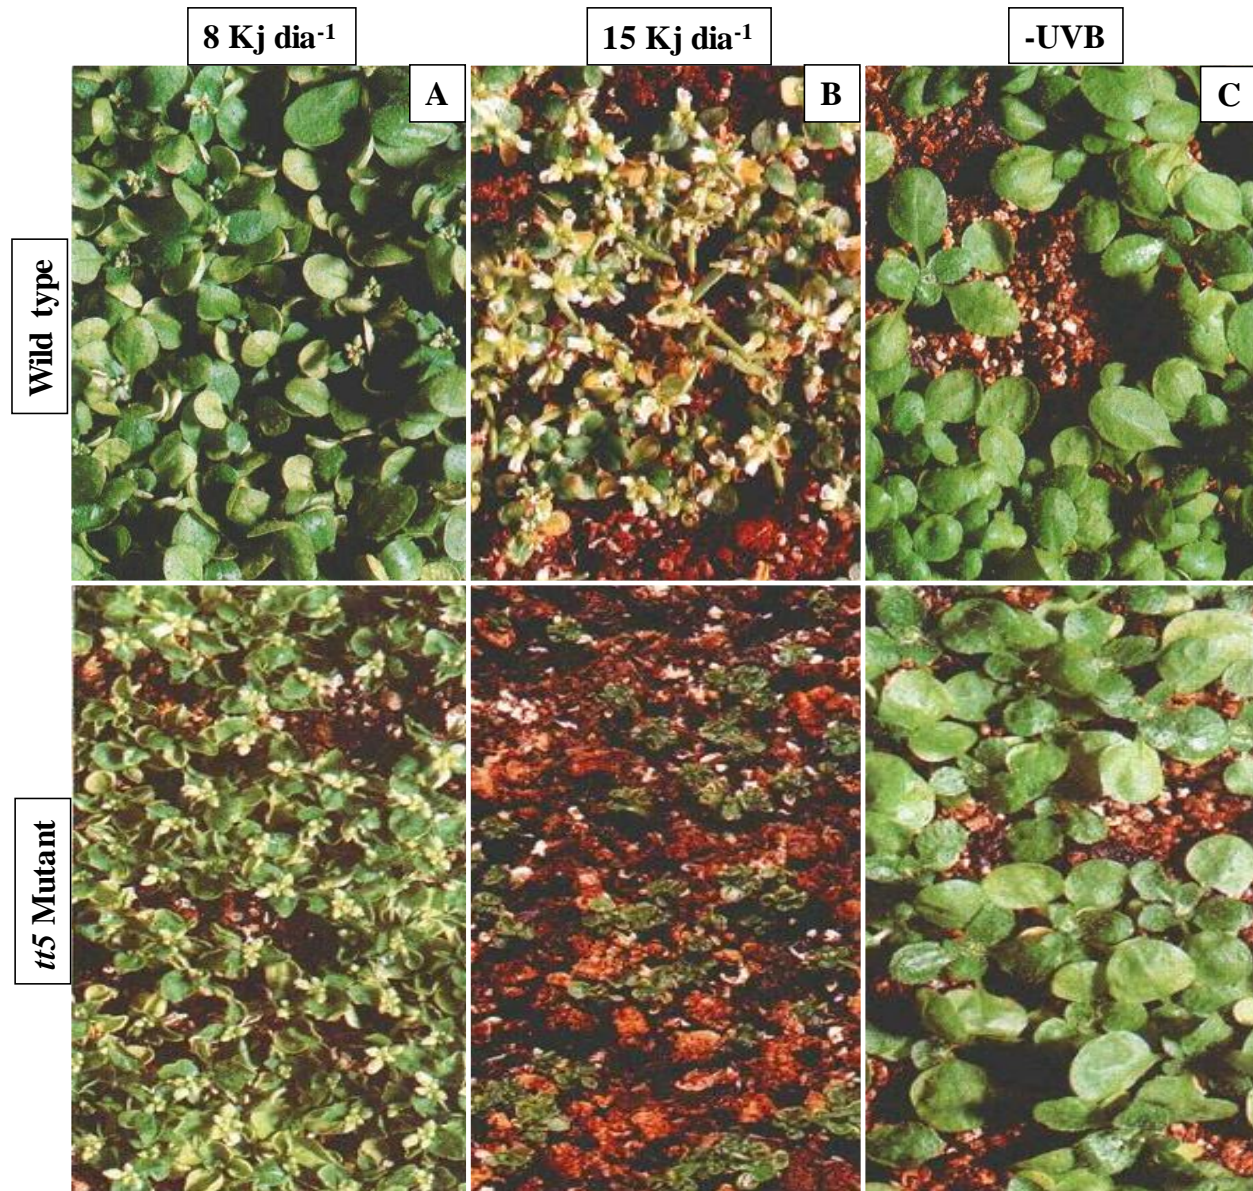 8 Kj dia⁻¹
15 Kj dia⁻¹
-UVB
A
B
C
Wild type
tt5 Mutant